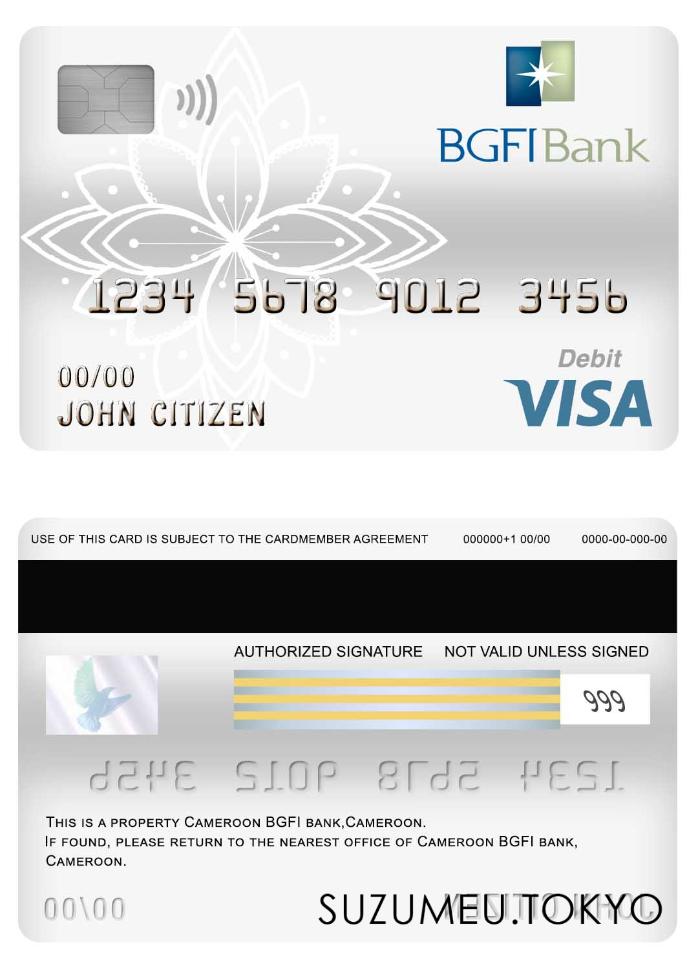 BGFIBank
1234 5678 9012 3456
Debit
00/00
VISA
JOHN CITIZEN
USE OF THIS CARD IS SUBJECT TO THE CARDMEMBER AGREEMENT 000000+1 00/00 0000-00-000-00
AUTHORIZED SIGNATURE NOT VALID UNLESS SIGNED
999
1234 5678 9012 3456
THIS IS A PROPERTY CAMEROON BGFI BANK,CAMEROON.
IF FOUND, PLEASE RETURN TO THE NEAREST OFFICE OF CAMEROON BGFI BANK,
CAMEROON.
00/00 JOHN CITIZEN
SUZUMEU.TOKYO